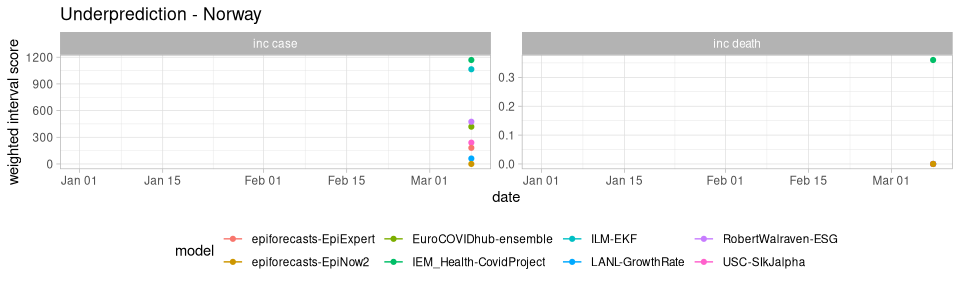 Underprediction - Norway
inc case
inc death
weighted interval score
1200
900
600
300
0
0.3
0.2
0.1
0.0
Jan 01 Jan 15 Feb 01 Feb 15 Mar 01
Jan 01 Jan 15 Feb 01 Feb 15 Mar 01
date
model
epiforecasts-EpiExpert EuroCOVIDhub-ensemble ILM-EKF RobertWalraven-ESG
epiforecasts-EpiNow2 IEM_Health-CovidProject LANL-GrowthRate USC-SIkJalpha